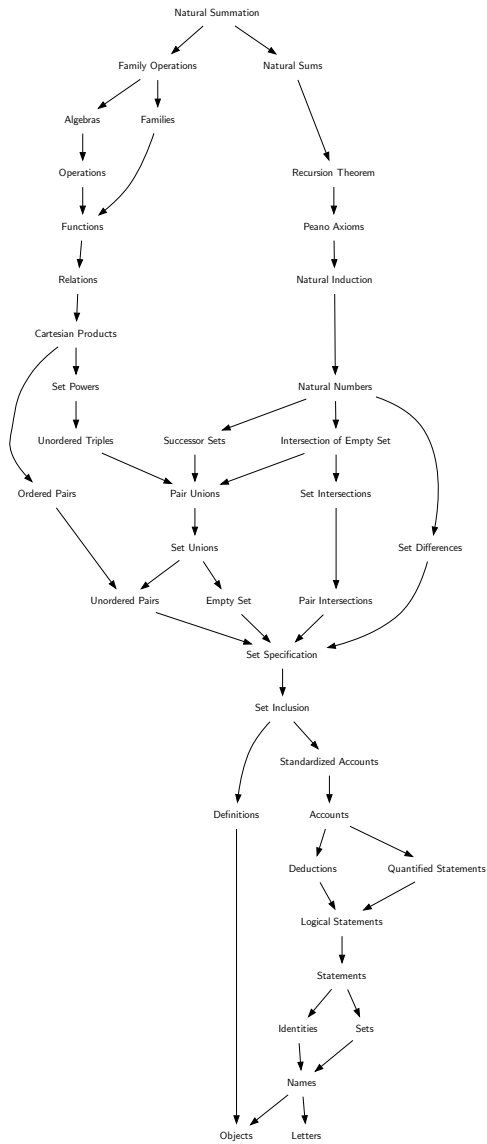 Natural Summation
Family Operations
Natural Sums
Algebras
Families
Operations
Recursion Theorem
Functions
Peano Axioms
Relations
Natural Induction
Cartesian Products
Set Powers
Natural Numbers
Unordered Triples
Successor Sets
Intersection of Empty Set
Ordered Pairs
Pair Unions
Set Intersections
Set Unions
Set Differences
Unordered Pairs
Empty Set
Pair Intersections
Set Specification
Set Inclusion
Standardized Accounts
Definitions
Accounts
Deductions
Quantified Statements
Logical Statements
Statements
Identities
Sets
Names
Objects
Letters